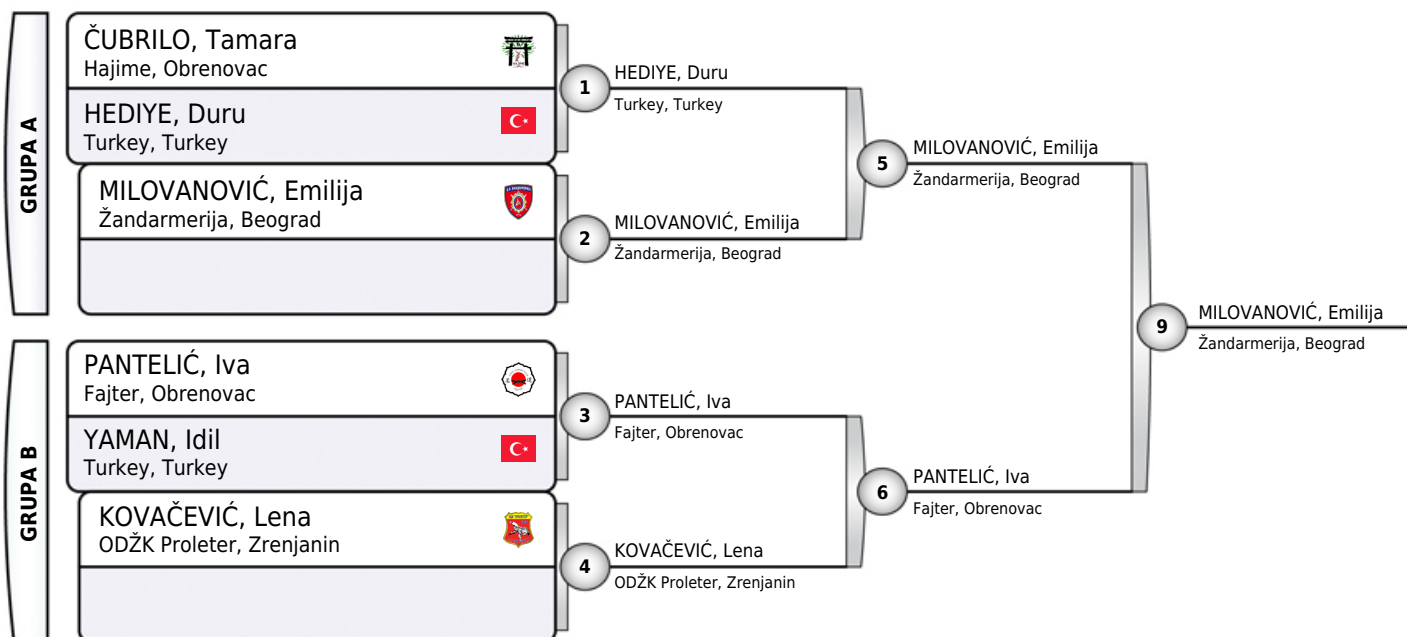 GRUPA A
ČUBRILO, Tamara
Hajime, Obrenovac
HEDIYE, Duru
Turkey, Turkey
MILOVANOVIĆ, Emilija
Žandarmerija, Beograd
1
HEDIYE, Duru
Turkey, Turkey
2
MILOVANOVIĆ, Emilija
Žandarmerija, Beograd
5
MILOVANOVIĆ, Emilija
Žandarmerija, Beograd
GRUPA B
PANTELIĆ, Iva
Fajter, Obrenovac
YAMAN, Idil
Turkey, Turkey
KOVAČEVIĆ, Lena
ODŽK Proleter, Zrenjanin
3
PANTELIĆ, Iva
Fajter, Obrenovac
4
KOVAČEVIĆ, Lena
ODŽK Proleter, Zrenjanin
6
PANTELIĆ, Iva
Fajter, Obrenovac
9
MILOVANOVIĆ, Emilija
Žandarmerija, Beograd